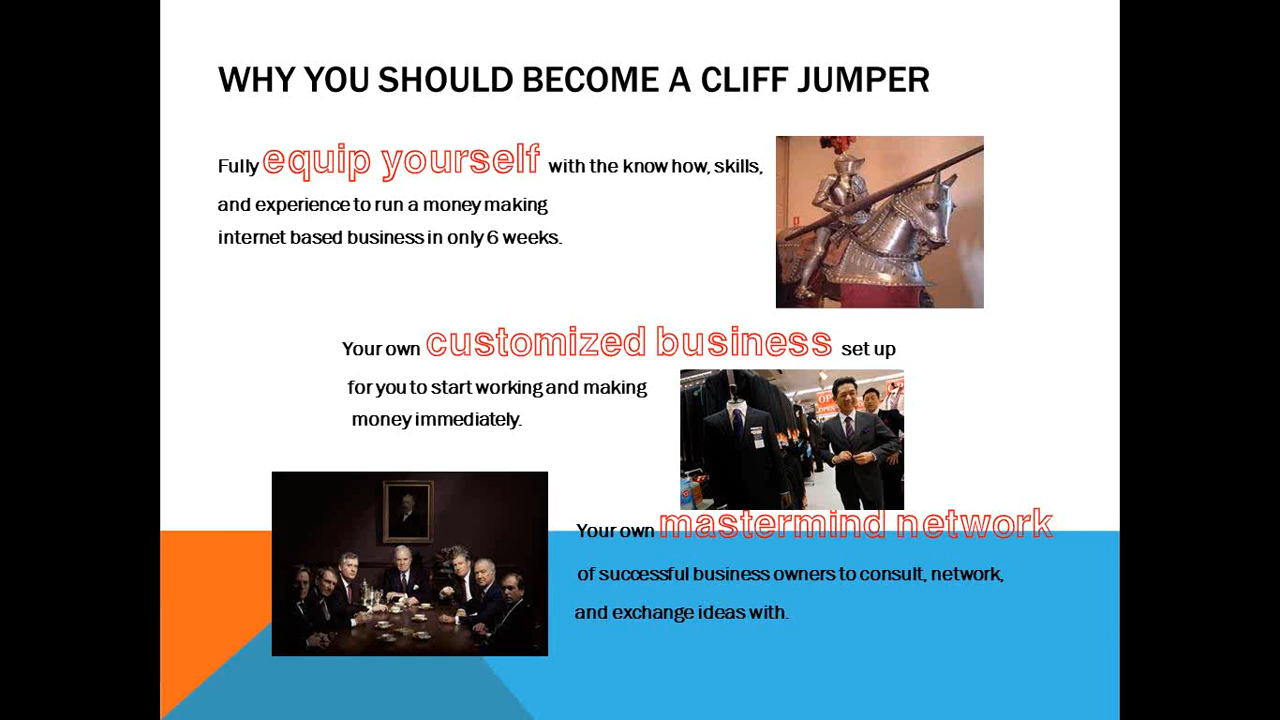 WHY YOU SHOULD BECOME A CLIFF JUMPER
Fully equip yourself with the know how, skills,
and experience to run a money making
internet based business in only 6 weeks.
Your own customized business set up
for you to start working and making
money immediately.
Your own mastermind network
of successful business owners to consult, network,
and exchange ideas with.